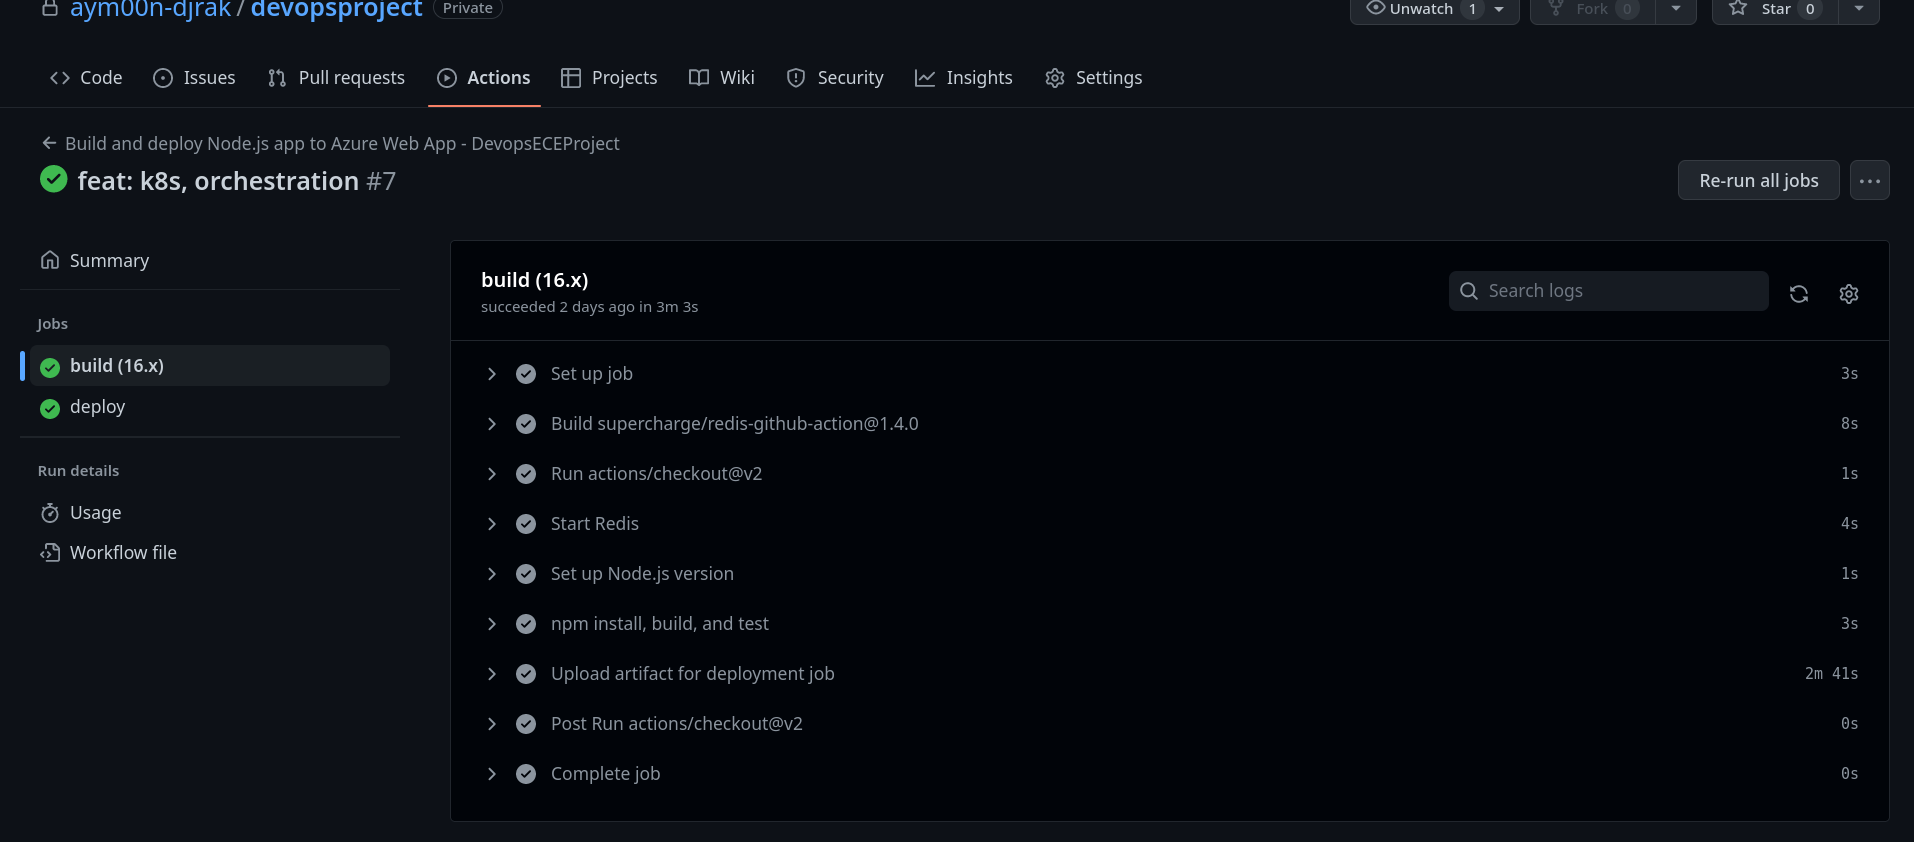 aym00n-djrak / devopsproject Private Unwatch 1 Fork 0 Star 0
Code Issues Pull requests Actions Projects Wiki Security Insights Settings
Build and deploy Node.js app to Azure Web App - DevopsECEProject
feat: k8s, orchestration #7
Re-run all jobs
Summary
Jobs
build (16.x)
deploy
Run details
Usage
Workflow file
build (16.x)
succeeded 2 days ago in 3m 3s
Search logs
Set up job 3s
Build supercharge/redis-github-action@1.4.0 8s
Run actions/checkout@v2 1s
Start Redis 4s
Set up Node.js version 1s
npm install, build, and test 3s
Upload artifact for deployment job 2m 41s
Post Run actions/checkout@v2 0s
Complete job 0s